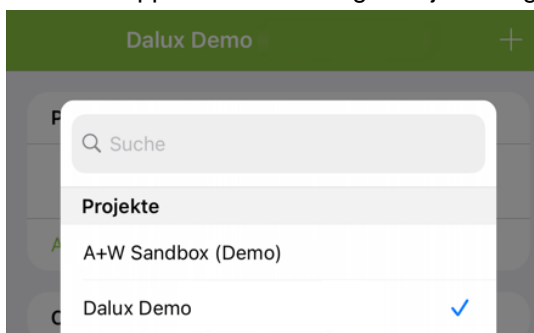 Dalux Demo
P
Suche
Projekte
A
A+W Sandbox (Demo)
Dalux Demo